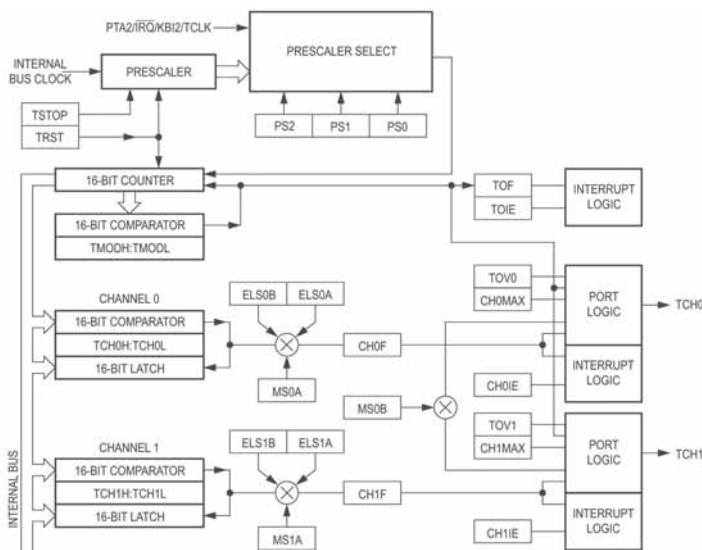 PTA2/IRQ/KBI2/TCLK
PRESCALER SELECT
INTERNAL
BUS CLOCK
PRESCALER
TSTOP
TRST
PS2 PS1 PS0
16-BIT COUNTER
16-BIT COMPARATOR
TMODH:TMODL
TOF
TOIE
INTERRUPT
LOGIC
CHANNEL 0
16-BIT COMPARATOR
TCH0H:TCH0L
16-BIT LATCH
ELS0B ELS0A
MS0A
CH0F
TOV0
CH0MAX
PORT
LOGIC
TCH0
INTERRUPT
LOGIC
CH0IE
MS0B
CHANNEL 1
16-BIT COMPARATOR
TCH1H:TCH1L
16-BIT LATCH
ELS1B ELS1A
MS1A
CH1F
TOV1
CH1MAX
PORT
LOGIC
TCH1
INTERRUPT
LOGIC
CH1IE
INTERNAL BUS